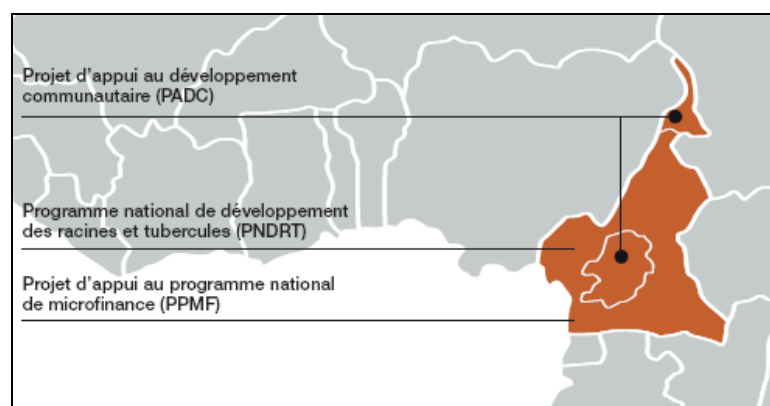 Projet d'appui au développement
communautaire (PADC)
Programme national de développement
des racines et tubercules (PNDRT)
Projet d'appui au programme national
de microfinance (PPMF)